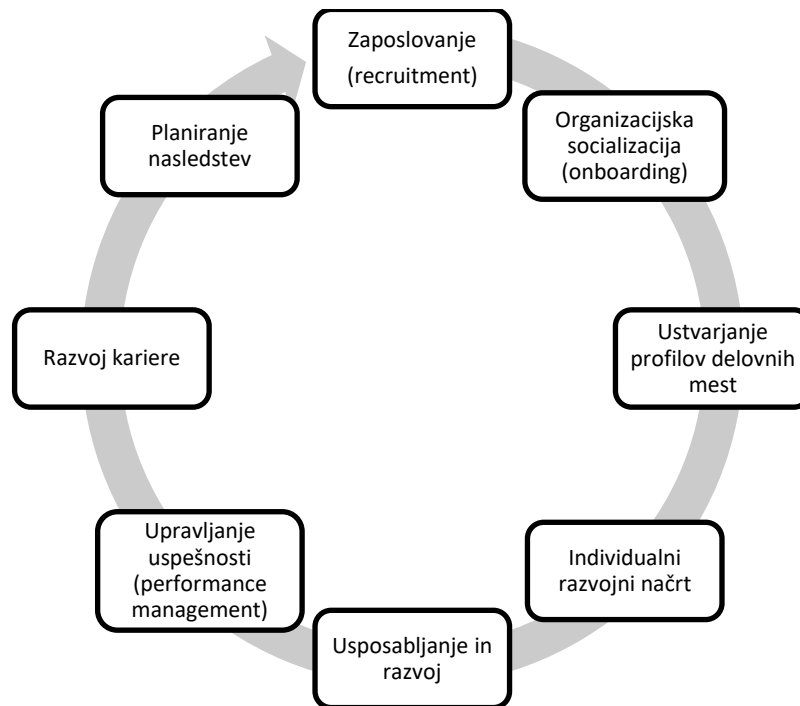 Zaposlovanje
(recruitment)
Organizacijska
socializacija
(onboarding)
Ustvarjanje
profilov delovnih
mest
Individualni
razvojni načrt
Usposabljanje in
razvoj
Upravljanje
uspešnosti
(performance
management)
Razvoj kariere
Planiranje
nasledstev